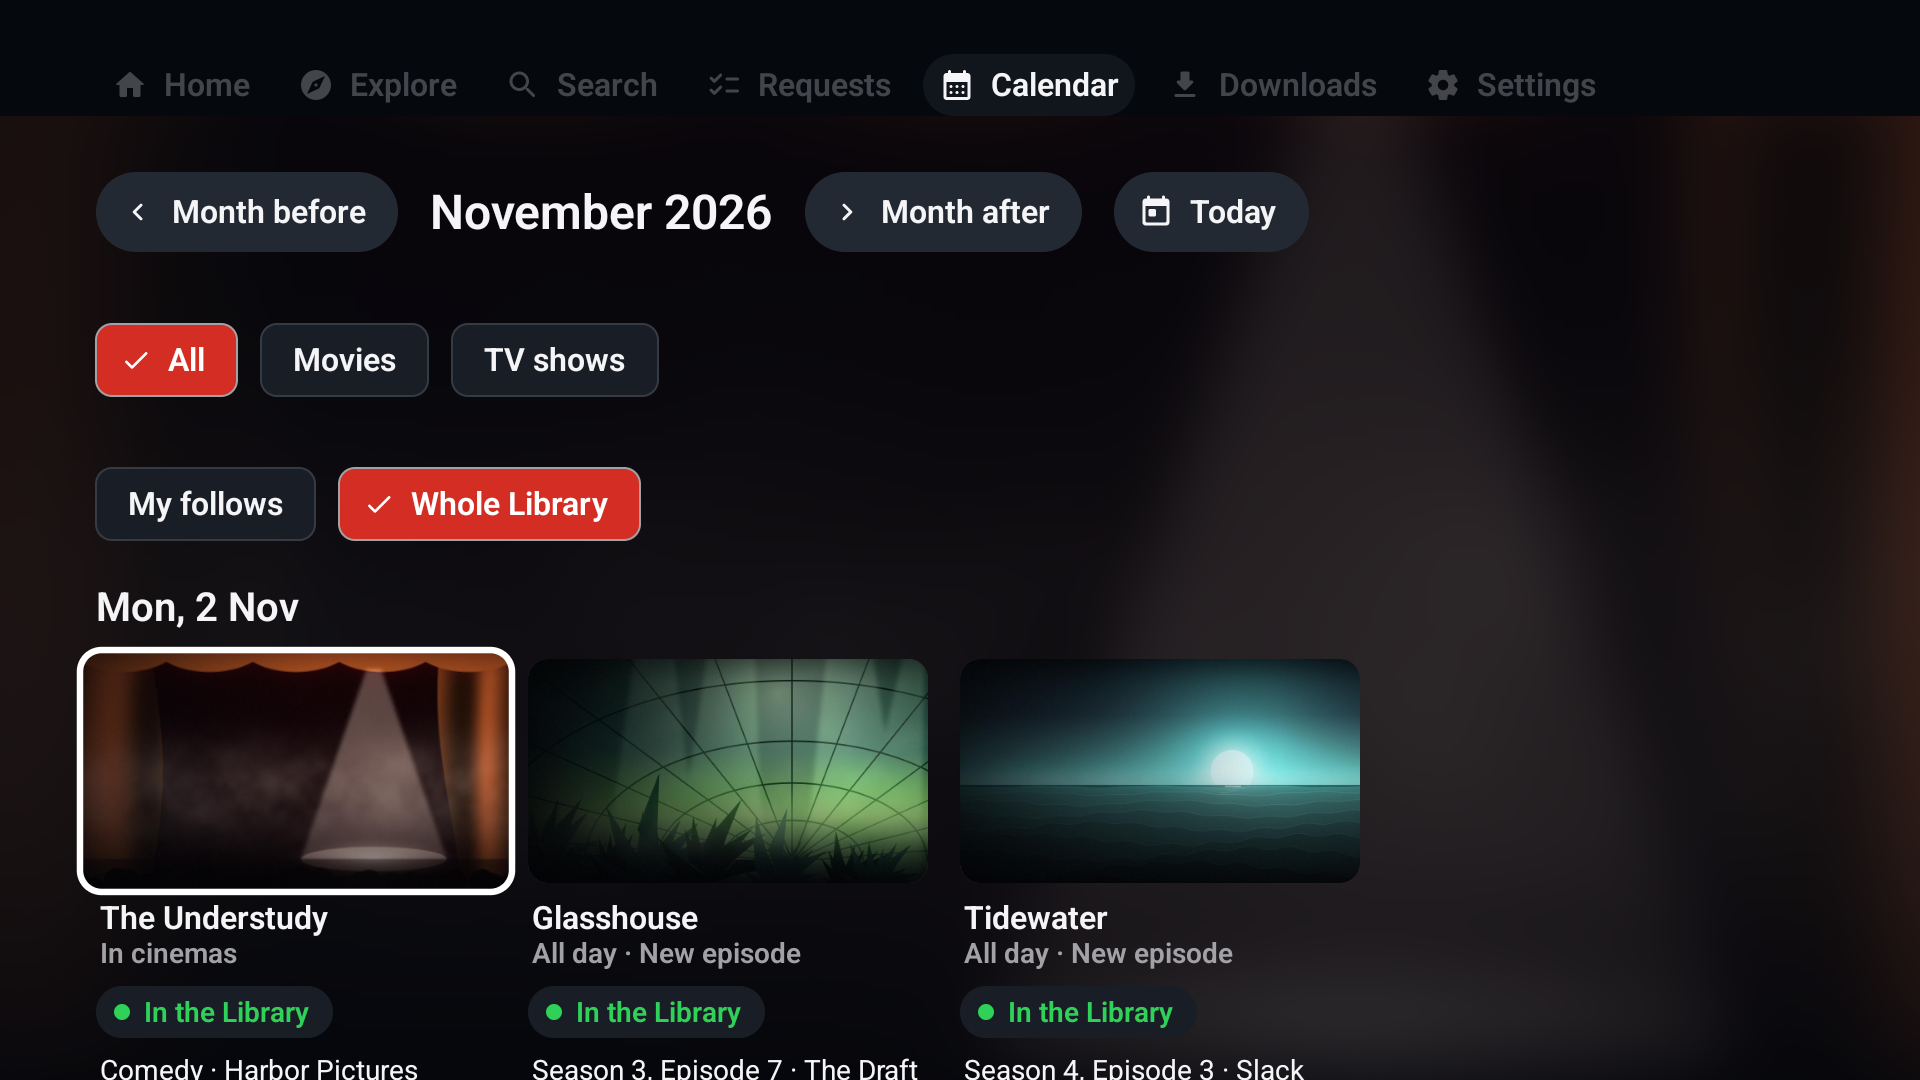 Home Explore Search Requests Calendar Downloads Settings
Month before November 2026 Month after Today
All Movies TV shows
My follows Whole Library
Mon, 2 Nov
The Understudy
In cinemas
In the Library
Comedy · Harbor Pictures
Glasshouse
All day · New episode
In the Library
Season 3, Episode 7 · The Draft
Tidewater
All day · New episode
In the Library
Season 4, Episode 3 · Slack